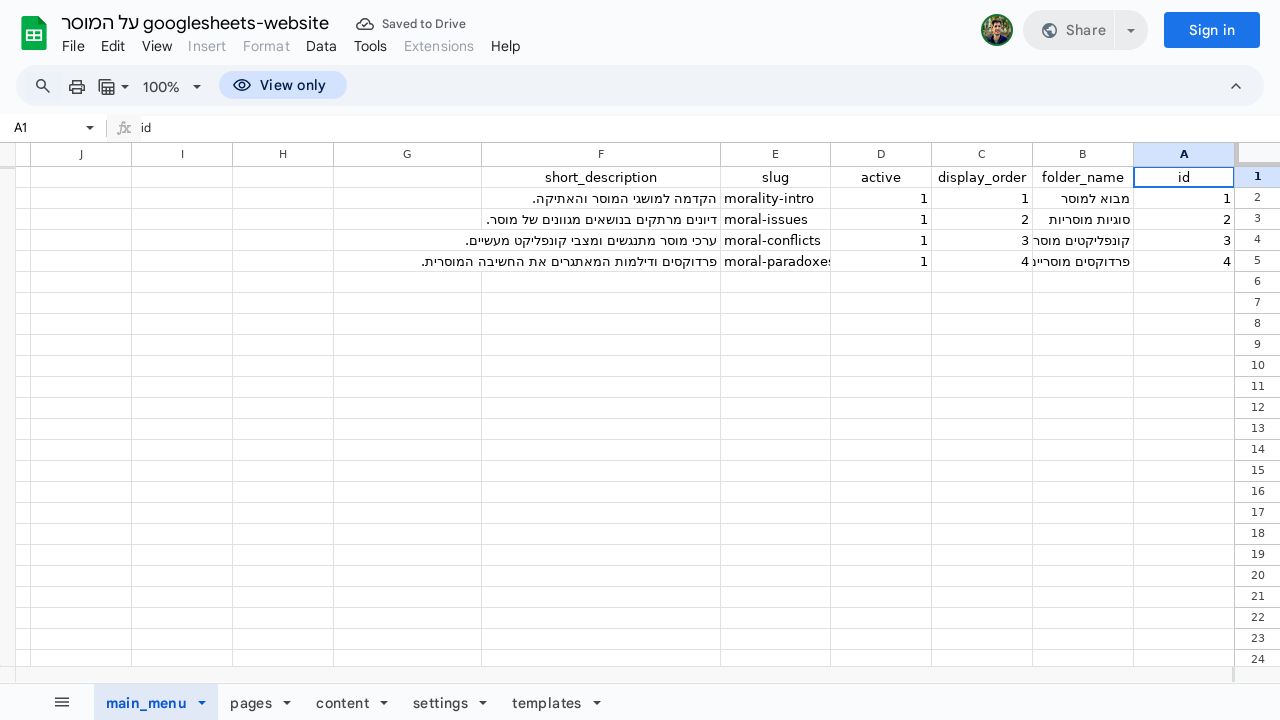 על המוסר googlesheets-website
Saved to Drive
File Edit View Insert Format Data Tools Extensions Help
Share
Sign in
100%
View only
A1
id
J I H G F E D C B A
short_description slug active display_order folder_name id 1
הקדמה למושגי המוסר והאתיקה. morality-intro 1 1 מבוא למוסר 1 2
דיונים מרתקים בנושאים מגוונים של מוסר. moral-issues 1 2 סוגיות מוסריות 2 3
ערכי מוסר מתנגשים ומצבי קונפליקט מעשיים. moral-conflicts 1 3 קונפליקטים מוסר 3 4
פרדוקסים ודילמות המאתגרים את החשיבה המוסרית. moral-paradoxes 1 4 פרדוקסים מוסריים 4 5
6
7
8
9
10
11
12
13
14
15
16
17
18
19
20
21
22
23
24
main_menu pages content settings templates